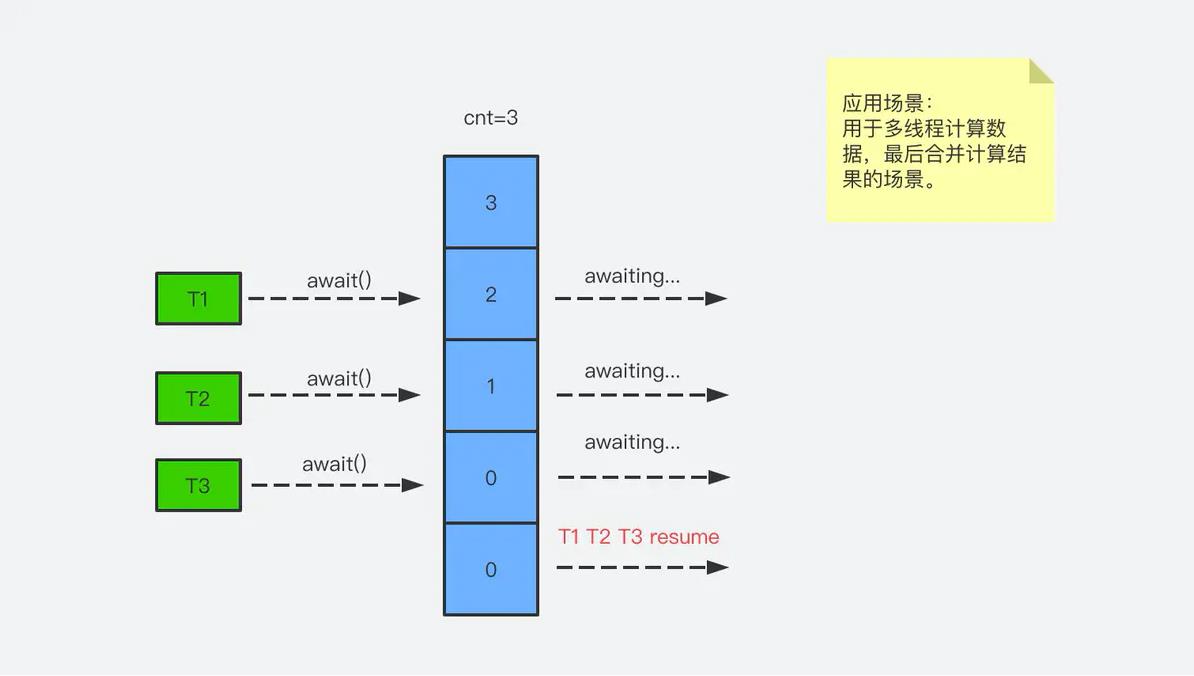 应用场景：
用于多线程计算数
据，最后合并计算结
果的场景。
cnt=3
3
T1
await()
2
awaiting...
T2
await()
1
awaiting...
T3
await()
0
awaiting...
0
T1 T2 T3 resume